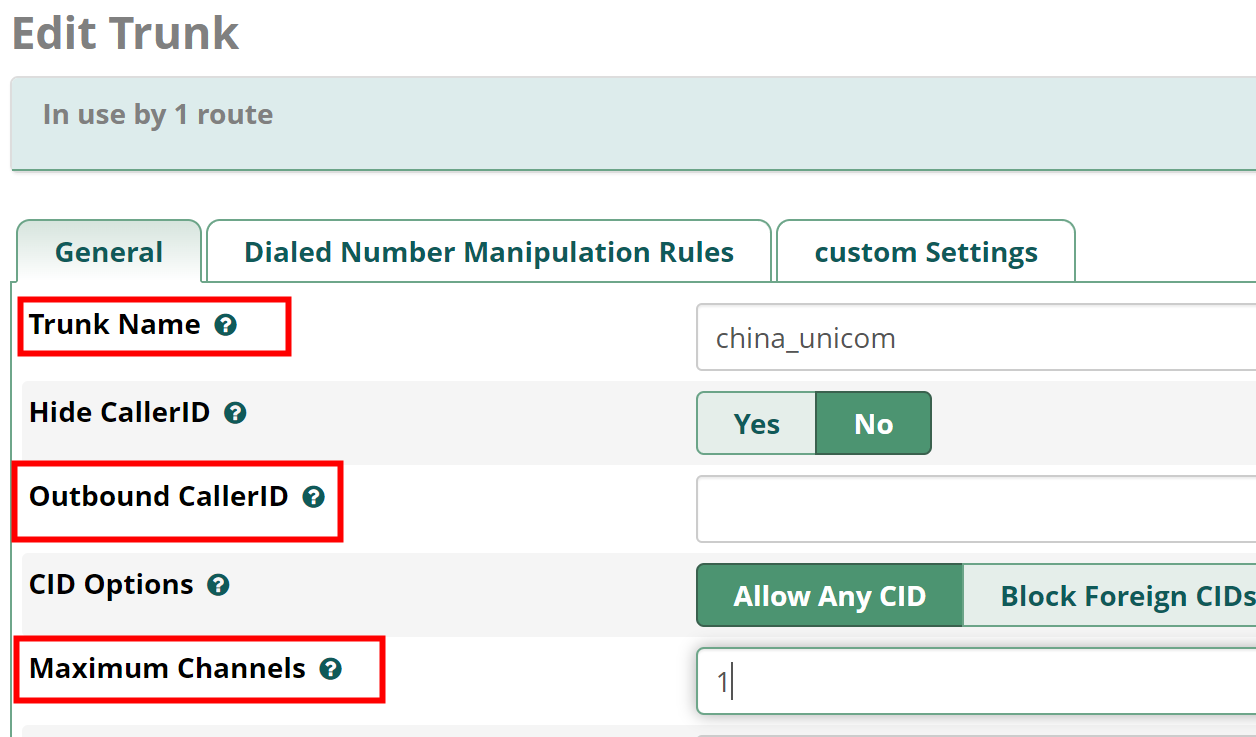 Edit Trunk
In use by 1 route
General
Dialed Number Manipulation Rules
custom Settings
Trunk Name ?
china_unicom
Hide CallerID ?
Yes
No
Outbound CallerID ?
CID Options ?
Allow Any CID
Block Foreign CIDs
Maximum Channels ?
1